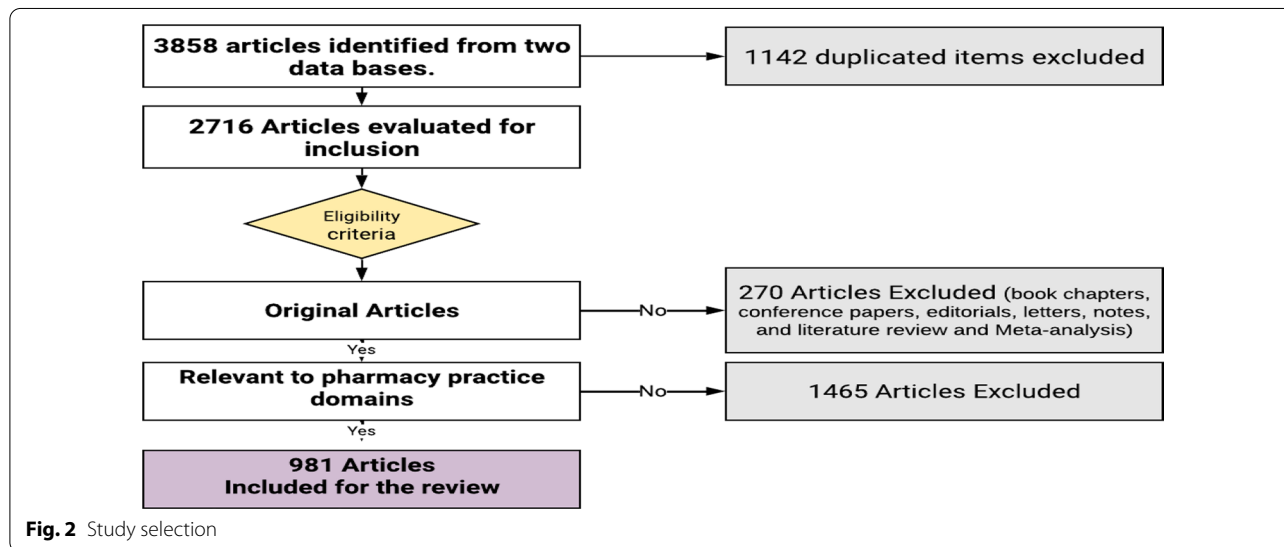 3858 articles identified from two
data bases.
1142 duplicated items excluded
2716 Articles evaluated for
inclusion
Eligibility
criteria
Original Articles
No
270 Articles Excluded (book chapters,
conference papers, editorials, letters, notes,
and literature review and Meta-analysis)
Yes
Relevant to pharmacy practice
domains
No
1465 Articles Excluded
Yes
981 Articles
Included for the review
Fig. 2 Study selection